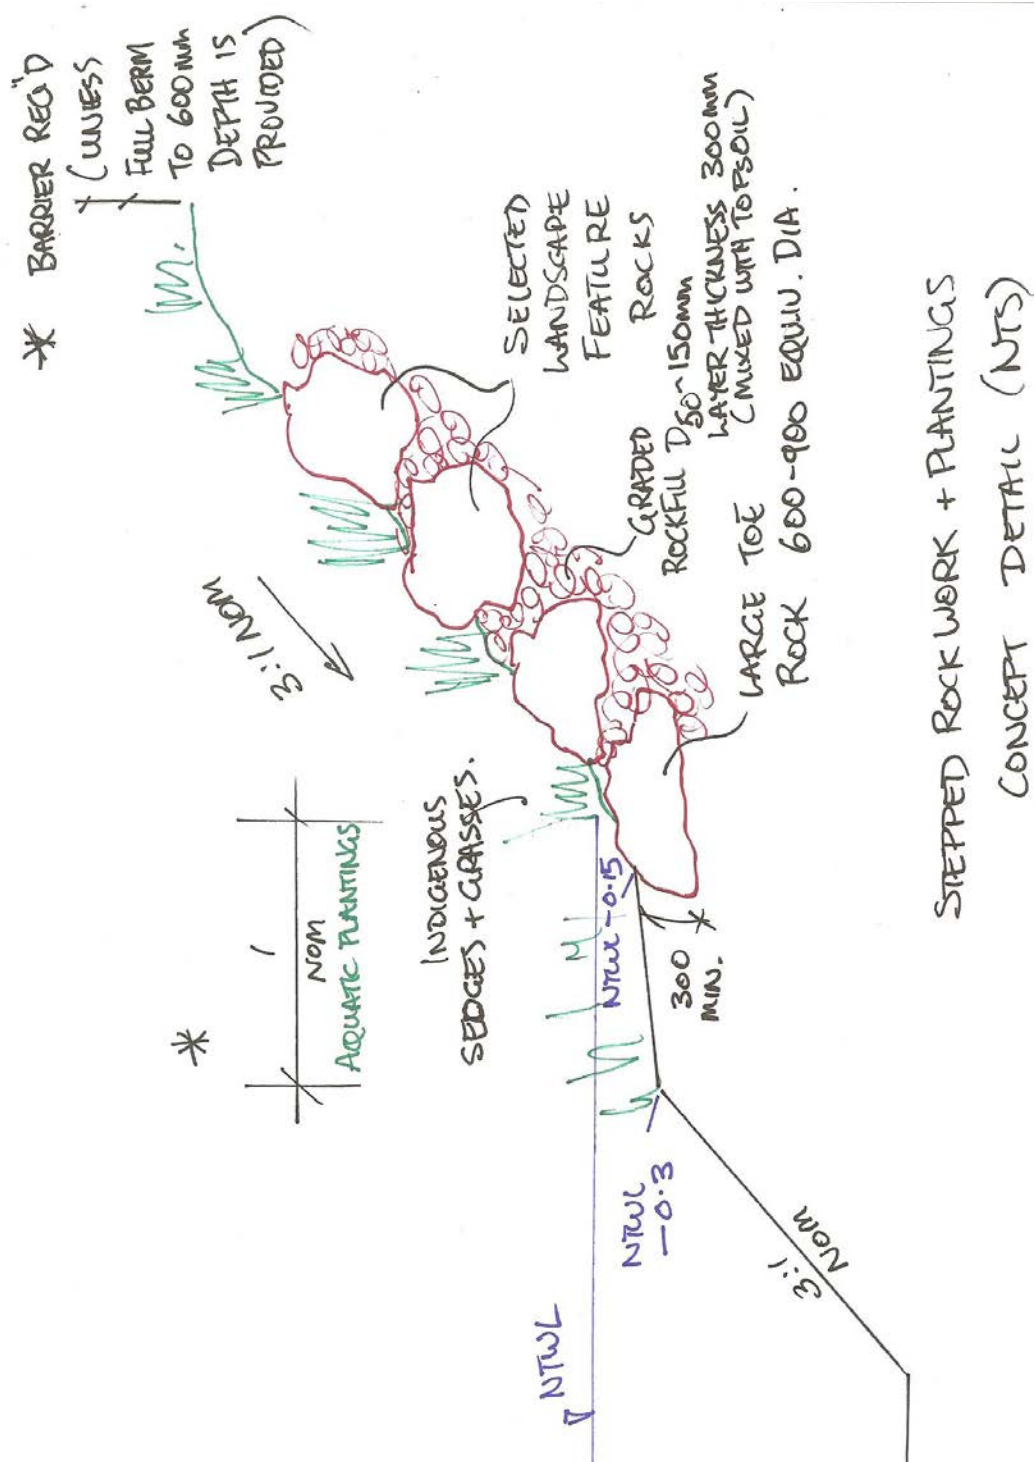 * BARRIER REQ'D
(UNLESS
FULL BERM
TO 600mm
DEPTH IS
PROVIDED)
3:1 NOM
*
1
NOM
AQUATIC PLANTINGS
INDIGENOUS
SEDGES + GRASSES.
SELECTED
LANDSCAPE
FEATURE
ROCKS
GRADED
ROCKFILL D50~150mm
LAYER THICKNESS 300mm
(MIXED WITH TOPSOIL)
LARGE TOE
ROCK 600-900 EQUIV. DIA.
NTWL
NTWL -0.15
NTWL
-0.3
300
MIN.
3:1
NOM
STEPPED ROCK WORK + PLANTINGS
CONCEPT DETAIL (NTS)